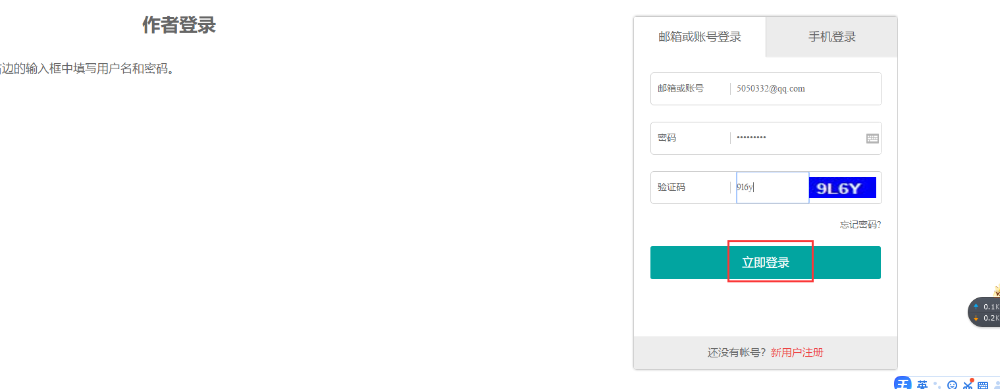 作者登录
边的输入框中填写用户名和密码。
邮箱或账号登录
手机登录
邮箱或账号 5050332@qq.com
密码 •••••••••
验证码 9l6y 9L6Y
忘记密码?
立即登录
还没有帐号? 新用户注册
0.1K
0.2K
王 英